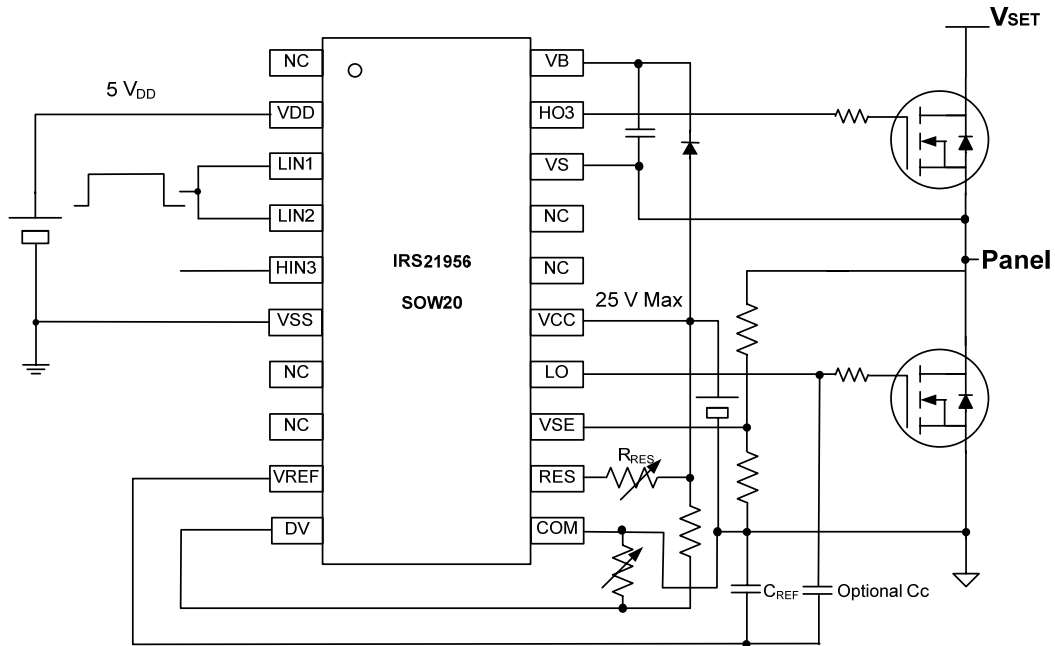 VSET
NC
VB
5 VDD
VDD
HO3
LIN1
VS
LIN2
NC
HIN3
IRS21956
NC
Panel
SOW20
25 V Max
VSS
VCC
NC
LO
NC
VSE
RRES
VREF
RES
DV
COM
CREF
Optional Cc